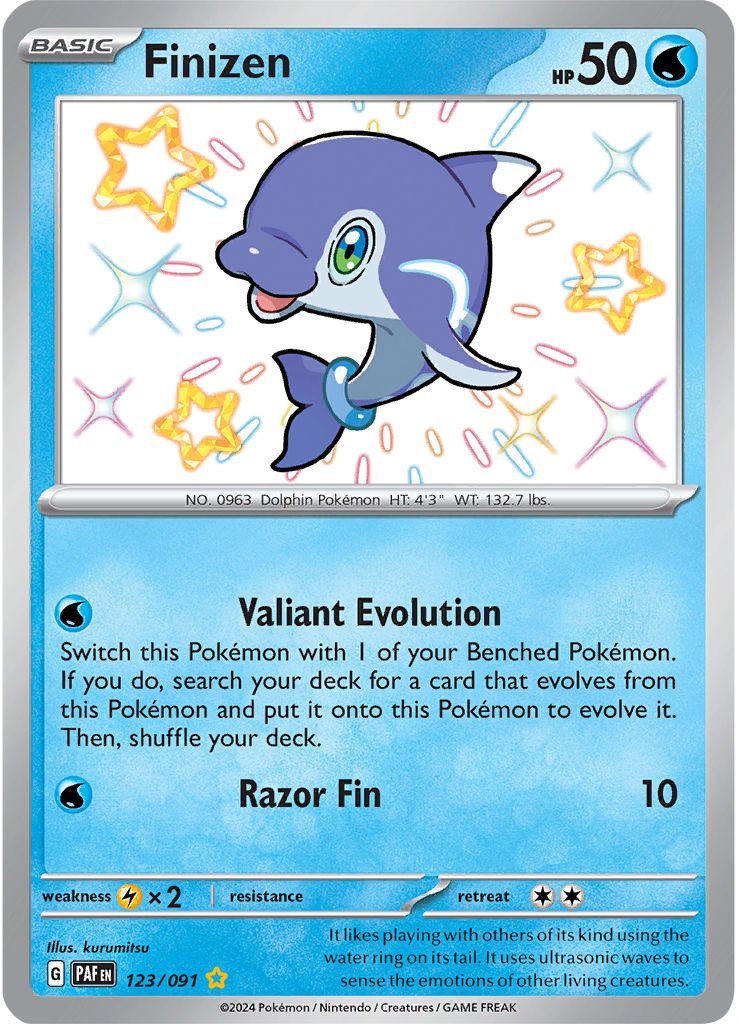 BASIC
Finizen
HP 50
NO. 0963 Dolphin Pokémon HT: 4'3" WT: 132.7 lbs.
Valiant Evolution
Switch this Pokémon with 1 of your Benched Pokémon.
If you do, search your deck for a card that evolves from
this Pokémon and put it onto this Pokémon to evolve it.
Then, shuffle your deck.
Razor Fin 10
weakness ×2 resistance retreat
Illus. kurumitsu
It likes playing with others of its kind using the
water ring on its tail. It uses ultrasonic waves to
sense the emotions of other living creatures.
G PAF EN 123/091
©2024 Pokémon / Nintendo / Creatures / GAME FREAK